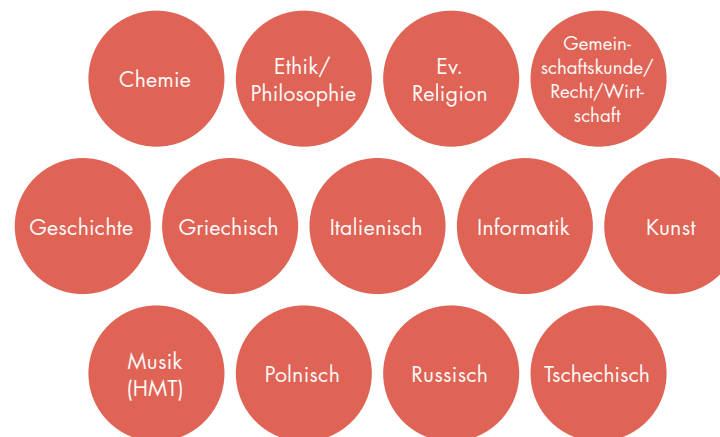 Chemie
Ethik/
Philosophie
Ev.
Religion
Gemein-
schaftskunde/
Recht/Wirt-
schaft
Geschichte
Griechisch
Italienisch
Informatik
Kunst
Musik
(HMT)
Polnisch
Russisch
Tschechisch